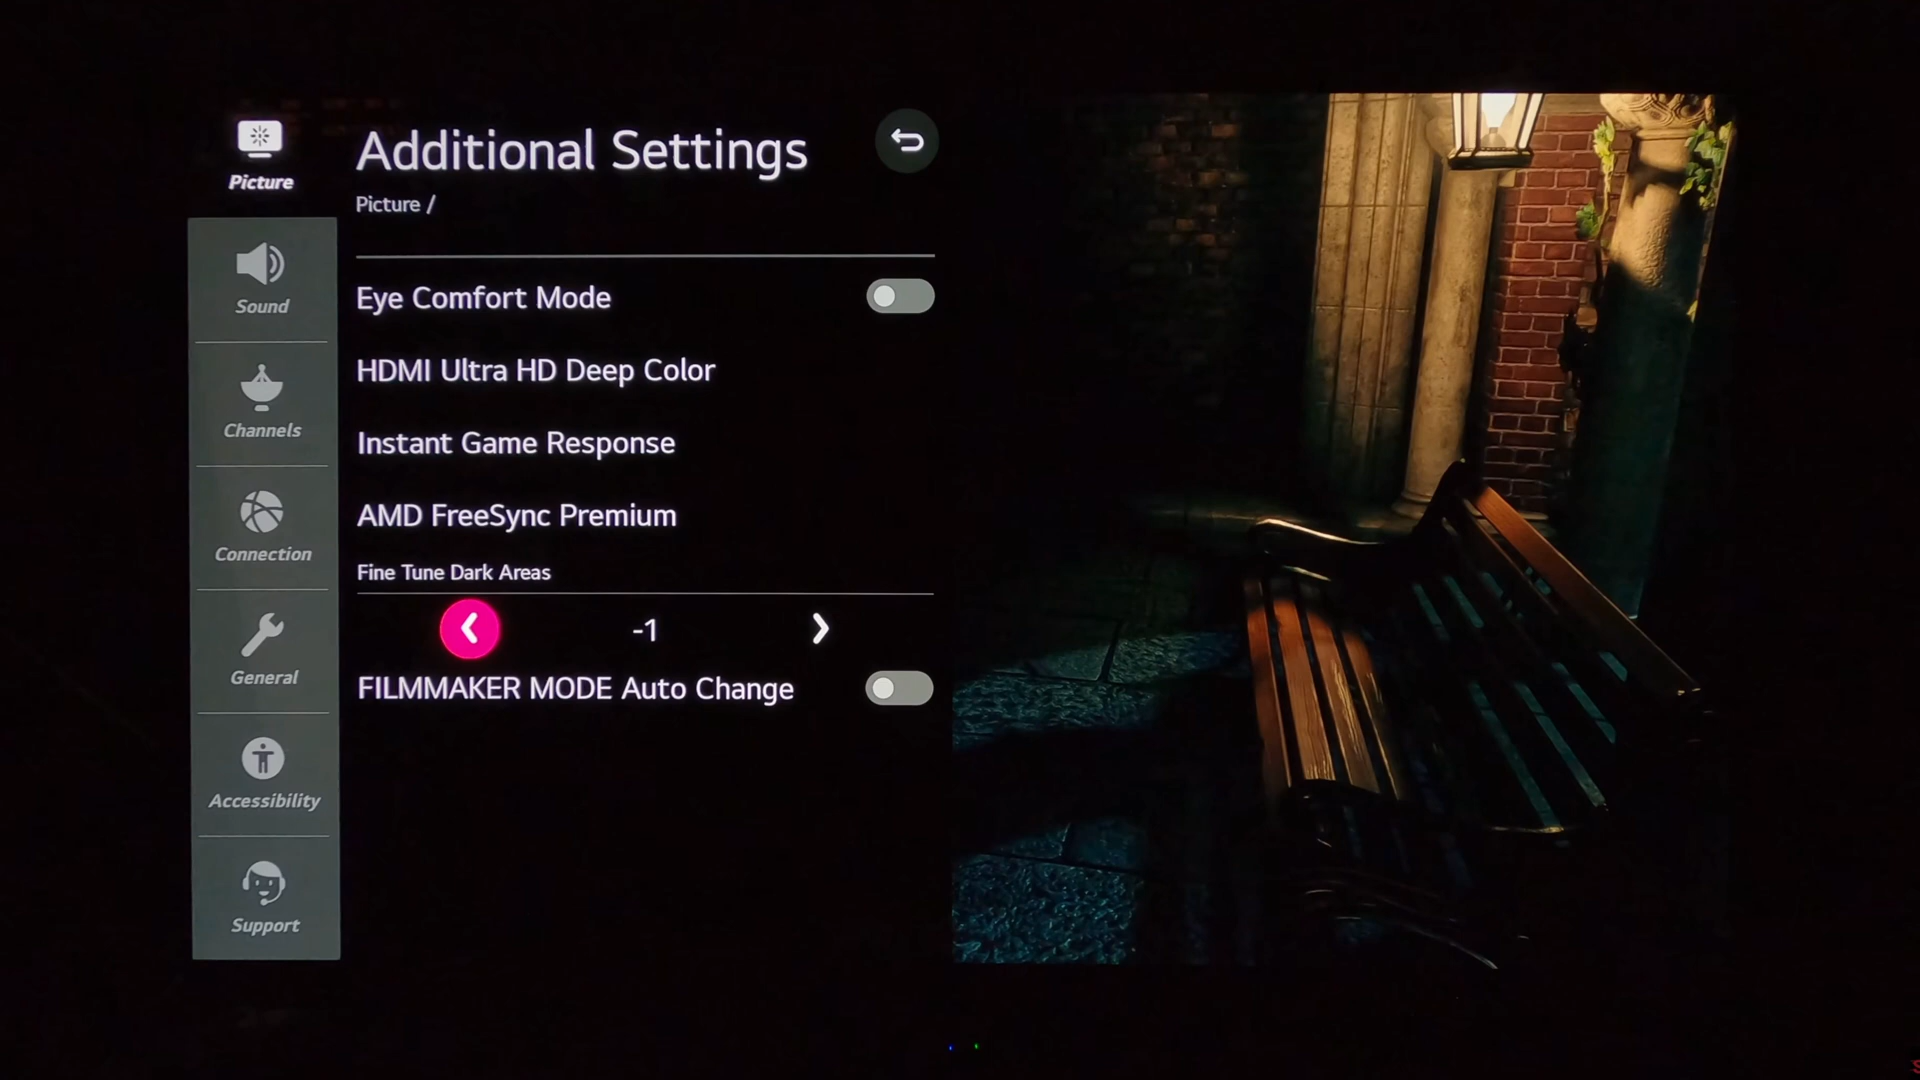 Picture
Sound
Channels
Connection
General
Accessibility
Support
Additional Settings
Picture /
Eye Comfort Mode
HDMI Ultra HD Deep Color
Instant Game Response
AMD FreeSync Premium
Fine Tune Dark Areas
-1
FILMMAKER MODE Auto Change